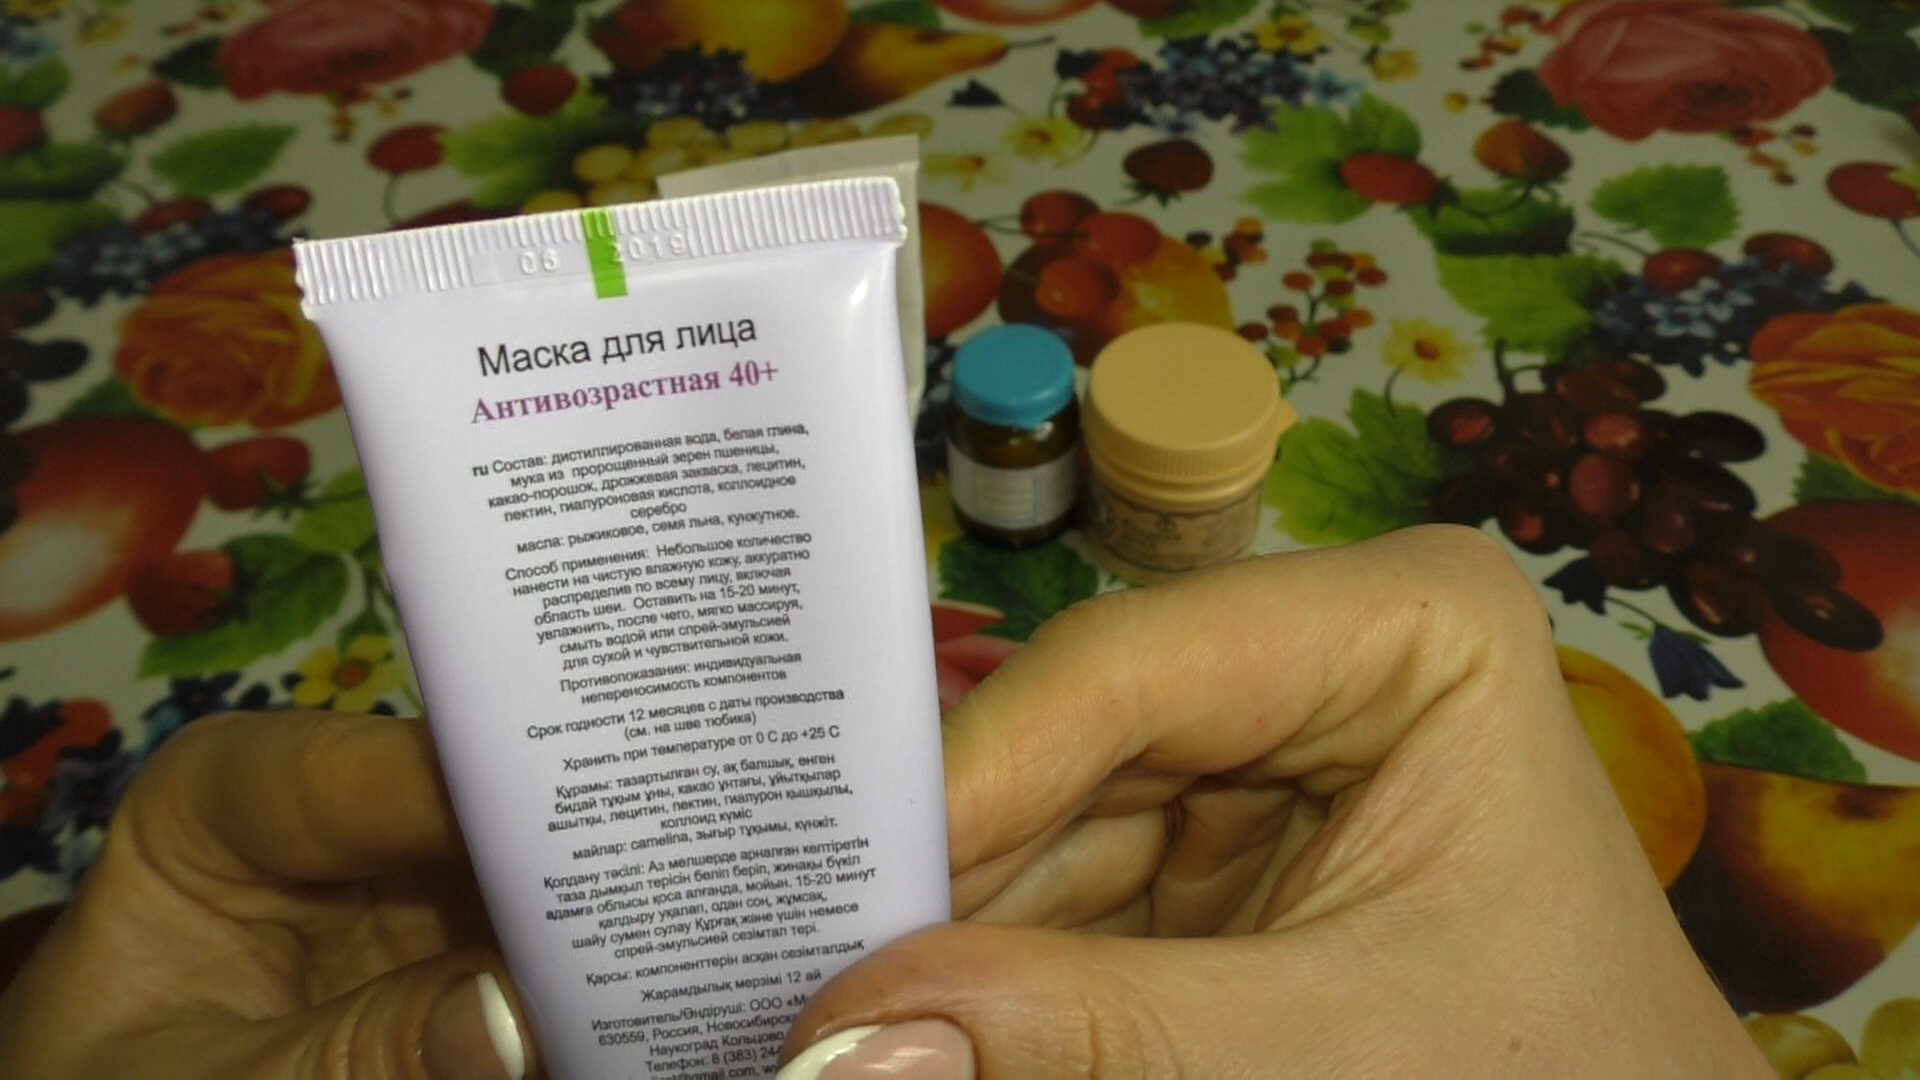 06 2019
Маска для лица
Антивозрастная 40+
ru Состав: дистиллированная вода, белая глина,
мука из пророщенный зерен пшеницы,
какао-порошок, дрожжевая закваска, лецитин,
пектин, гиалуроновая кислота, коллоидное
серебро
масла: рыжиковое, семя льна, кунжутное.
Способ применения: Небольшое количество
нанести на чистую влажную кожу, аккуратно
распределив по всему лицу, включая
область шеи. Оставить на 15-20 минут,
увлажнить, после чего, мягко массируя,
смыть водой или спрей-эмульсией
для сухой и чувствительной кожи.
Противопоказания: индивидуальная
непереносимость компонентов
Срок годности 12 месяцев с даты производства
(см. на шве тюбика)
Хранить при температуре от 0 С до +25 С
Құрамы: тазартылған су, ақ балшық, өнген
бидай тұқым ұны, какао ұнтағы, ұйытқылар
ашытқы, лецитин, пектин, гиалурон қышқылы,
коллоид күміс
майлар: camelina, зығыр тұқымы, күнжіт.
Қолдану тәсілі: Аз мөлшерде арналған келтіретін
таза дымқыл терісін бөліп беріп, жинақы бүкіл
адамға облысы қоса алғанда, мойын. 15-20 минут
қалдыру уқалап, одан соң, жұмсақ,
шайу сумен сулау Құрғақ және үшін немесе
спрей-эмульсией сезімтал тері.
Қарсы: компоненттерін асқан сезімталдық
Жарамдылық мерзімі 12 ай
Изготовитель/Өндіруші: ООО
630559, Россия, Новосибирск
Наукоград Кольцово
Телефон: 8 (383) 244
@gmail.com,